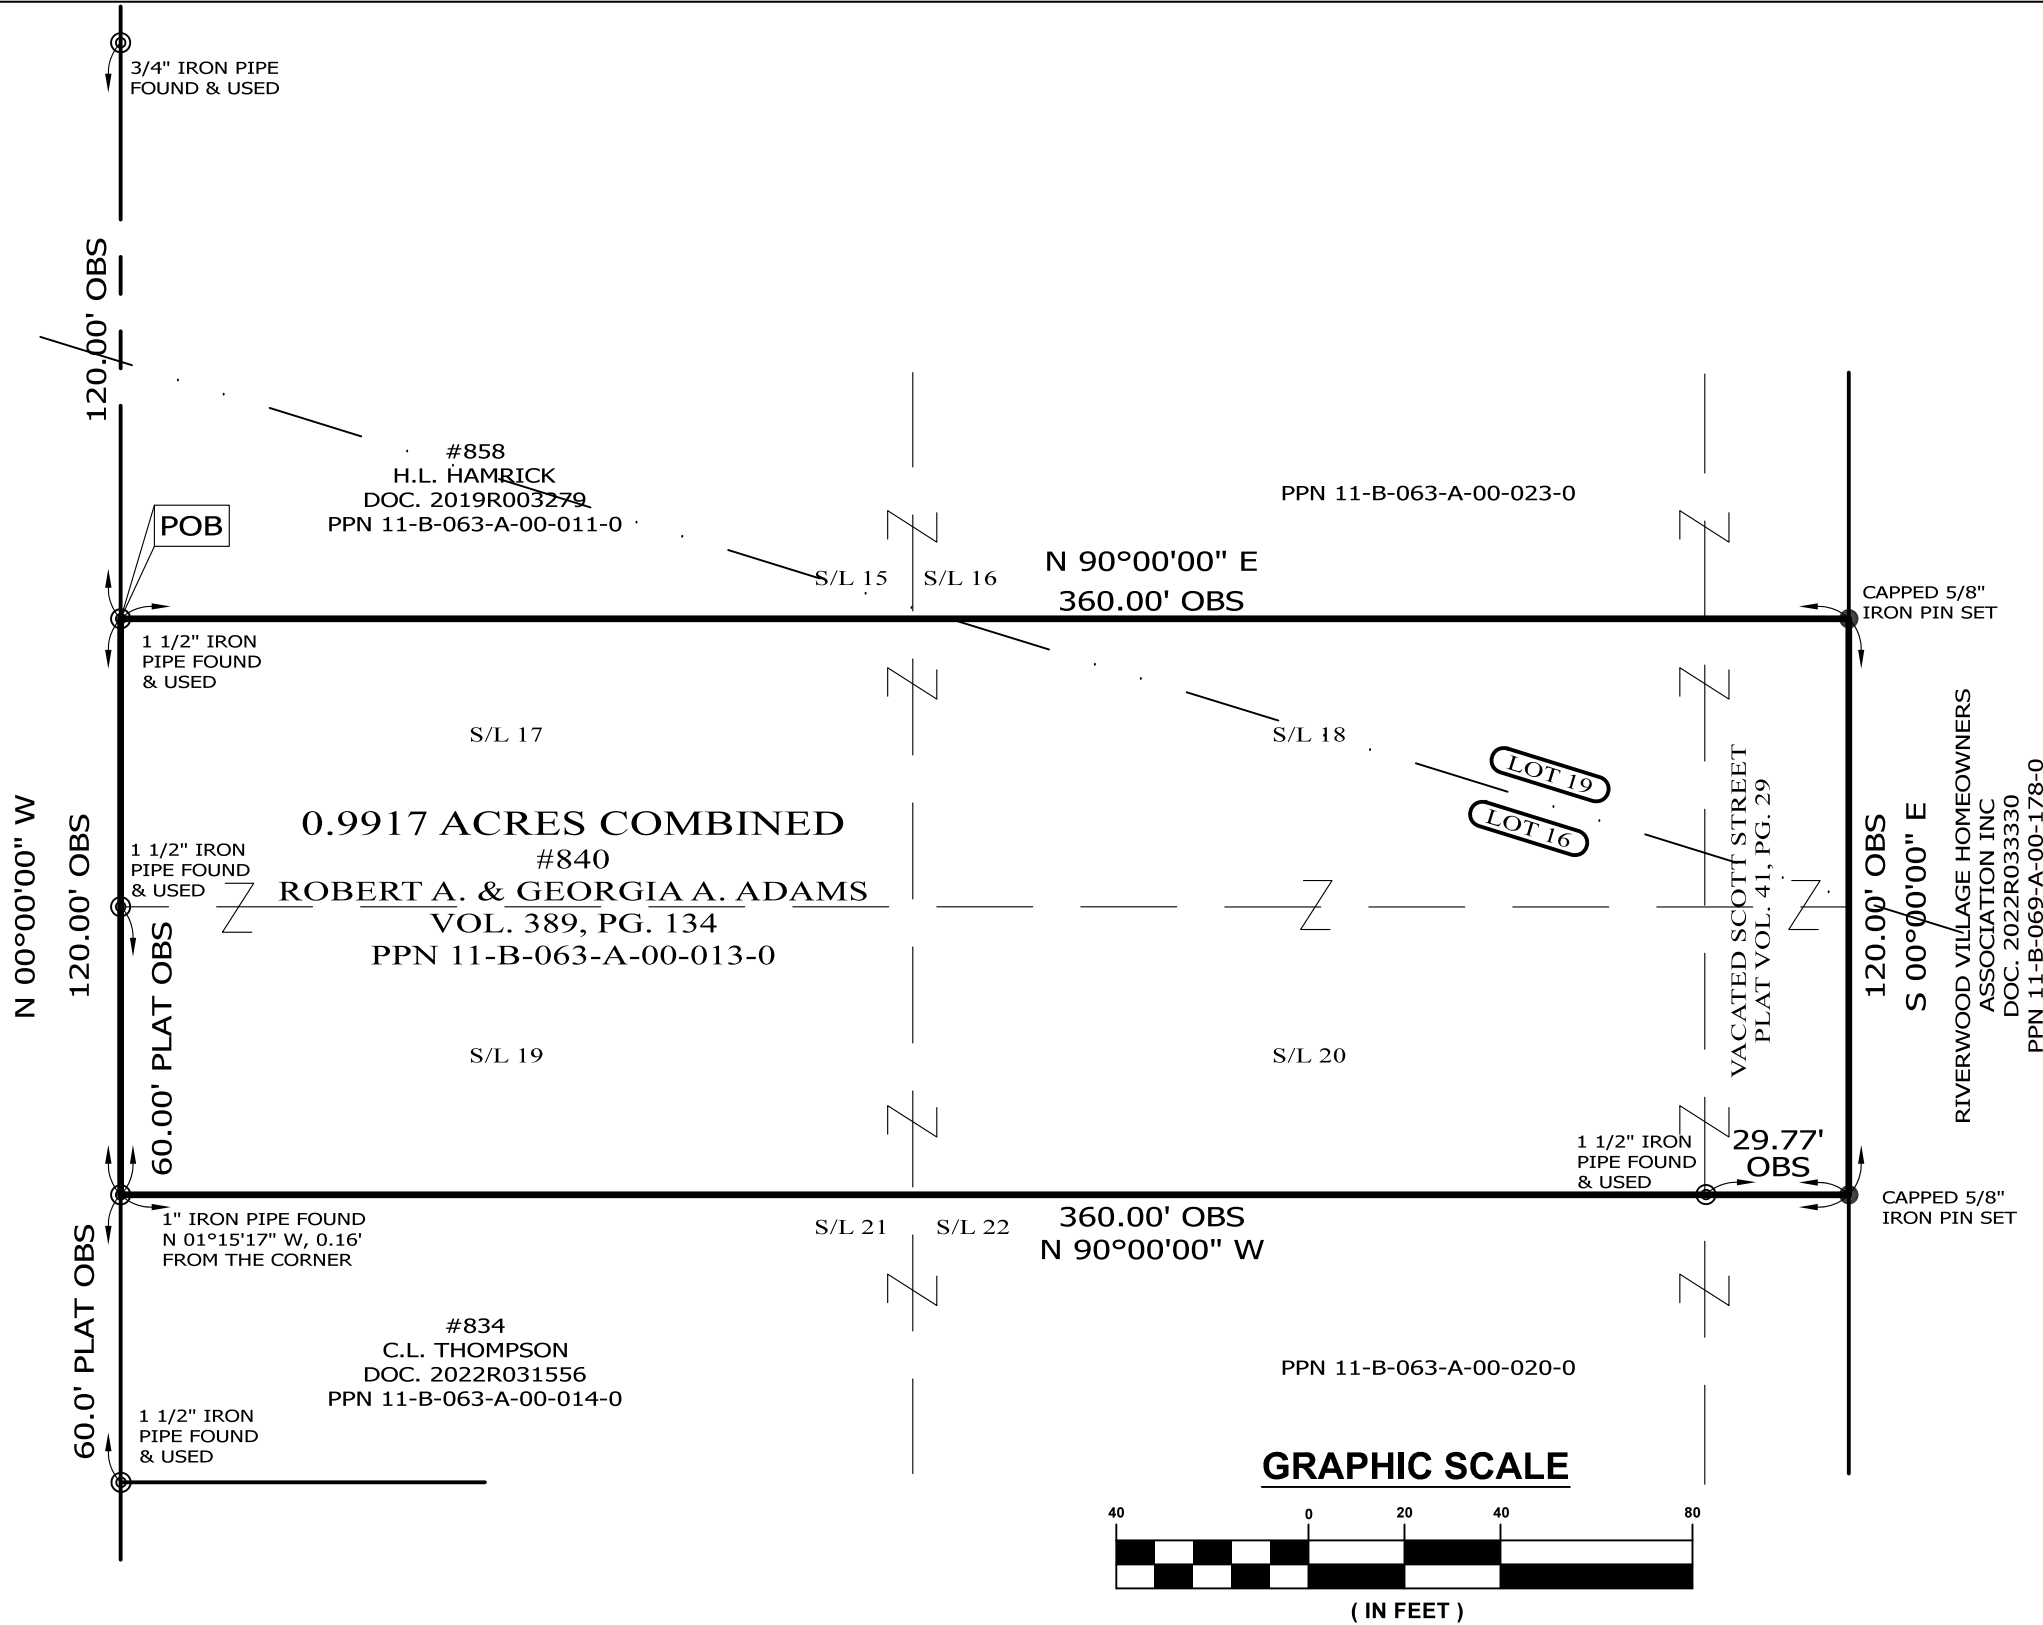 3/4" IRON PIPE
FOUND & USED
120.00' OBS
#858
H.L. HAMRICK
DOC. 2019R003279
PPN 11-B-063-A-00-011-0
PPN 11-B-063-A-00-023-0
POB
S/L 15
S/L 16
N 90°00'00" E
360.00' OBS
CAPPED 5/8"
IRON PIN SET
1 1/2" IRON
PIPE FOUND
& USED
S/L 17
S/L 18
LOT 19
LOT 16
0.9917 ACRES COMBINED
#840
ROBERT A. & GEORGIA A. ADAMS
VOL. 389, PG. 134
PPN 11-B-063-A-00-013-0
N 00°00'00" W
120.00' OBS
1 1/2" IRON
PIPE FOUND
& USED
60.00' PLAT OBS
VACATED SCOTT STREET
PLAT VOL. 41, PG. 29
120.00' OBS
S 00°00'00" E
RIVERWOOD VILLAGE HOMEOWNERS
ASSOCIATION INC
DOC. 2022R033330
PPN 11-B-069-A-00-178-0
S/L 19
S/L 20
1 1/2" IRON
PIPE FOUND
& USED
29.77'
OBS
CAPPED 5/8"
IRON PIN SET
1" IRON PIPE FOUND
N 01°15'17" W, 0.16'
FROM THE CORNER
S/L 21
S/L 22
360.00' OBS
N 90°00'00" W
60.0' PLAT OBS
#834
C.L. THOMPSON
DOC. 2022R031556
PPN 11-B-063-A-00-014-0
PPN 11-B-063-A-00-020-0
1 1/2" IRON
PIPE FOUND
& USED
GRAPHIC SCALE
40 0 20 40 80
( IN FEET )